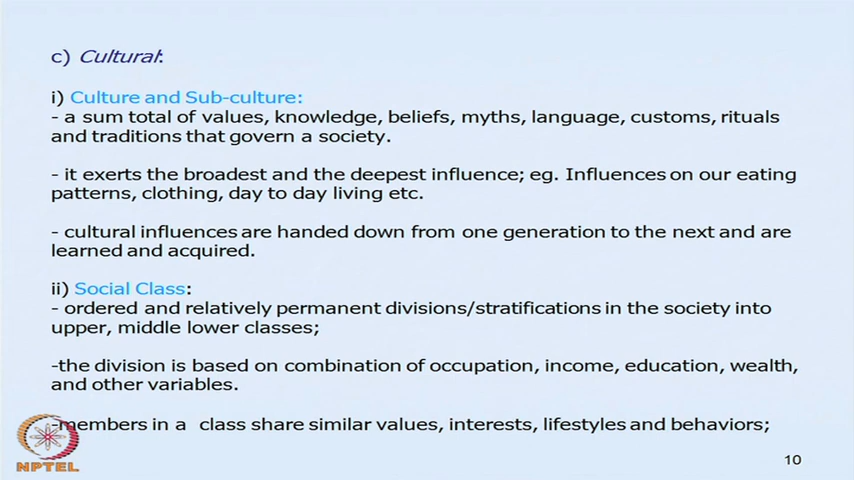 c) Cultural:
i) Culture and Sub-culture:
- a sum total of values, knowledge, beliefs, myths, language, customs, rituals
and traditions that govern a society.
- it exerts the broadest and the deepest influence; eg. Influences on our eating
patterns, clothing, day to day living etc.
- cultural influences are handed down from one generation to the next and are
learned and acquired.
ii) Social Class:
- ordered and relatively permanent divisions/stratifications in the society into
upper, middle lower classes;
-the division is based on combination of occupation, income, education, wealth,
and other variables.
-members in a class share similar values, interests, lifestyles and behaviors;
NPTEL
10